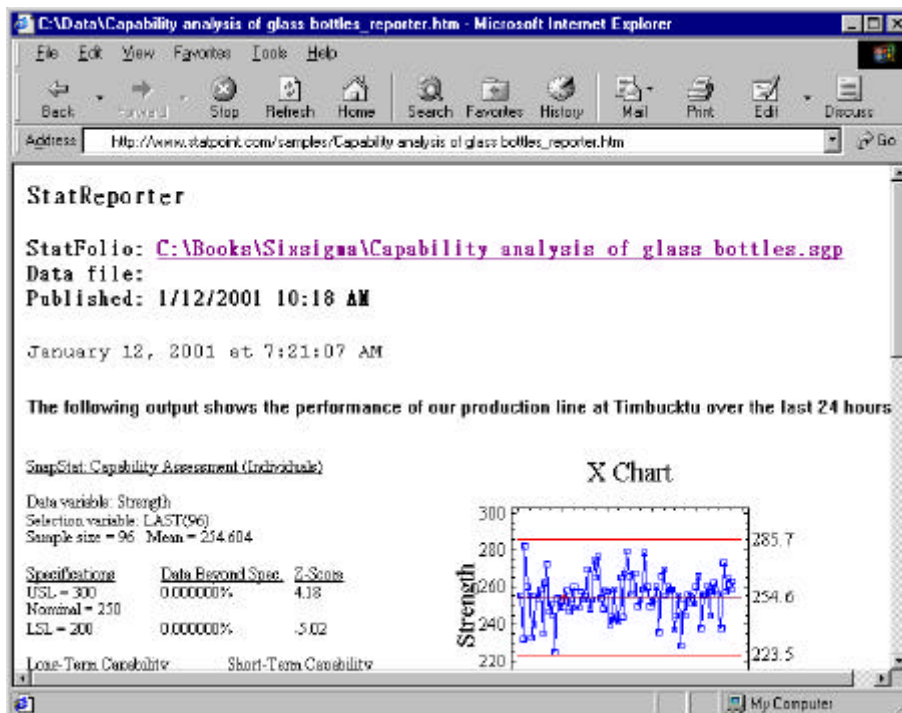 C:\Data\Capability analysis of glass bottles_reporter.htm - Microsoft Internet Explorer
File Edit View Favorites Tools Help
Back Forward Stop Refresh Home Search Favorites History Mail Print Edit Discuss
Address http://www.statpoint.com/samples/Capability analysis of glass bottles_reporter.htm Go
StatReporter
StatFolio: C:\Books\Sixsigma\Capability analysis of glass bottles.sgp
Data file:
Published: 1/12/2001 10:18 AM
January 12, 2001 at 7:21:07 AM
The following output shows the performance of our production line at Timbucktu over the last 24 hours
SnapStat: Capability Assessment (Individuals)
Data variable: Strength
Selection variable: LAST(96)
Sample size = 96 Mean = 254.604
Specifications Data Beyond Spec. Z-Score
USL = 300 0.000000% 4.18
Nominal = 250
LSL = 200 0.000000% -5.02
Long-Term Capability Short-Term Capability
X Chart
Strength
300
280
260
240
220
285.7
254.6
223.5
My Computer